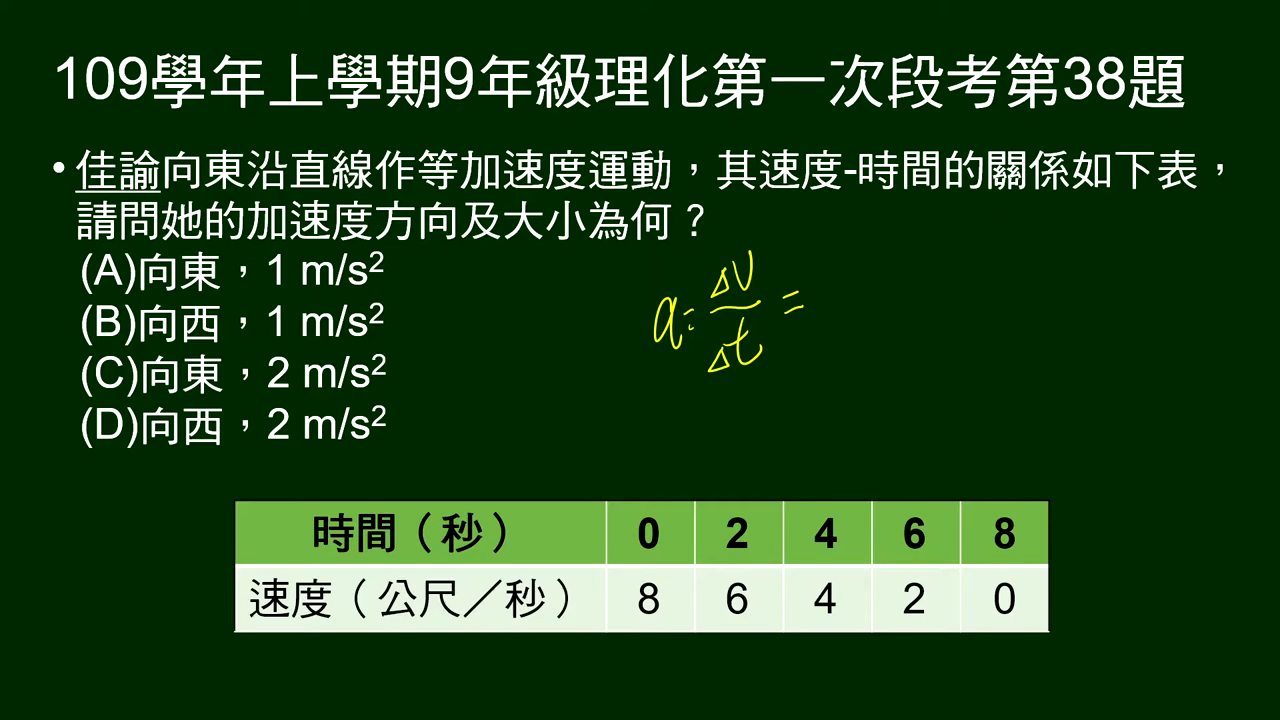 109學年上學期9年級理化第一次段考第38題
•佳諭向東沿直線作等加速度運動，其速度-時間的關係如下表，
請問她的加速度方向及大小為何？
(A)向東，1 m/s²
(B)向西，1 m/s²
(C)向東，2 m/s²
(D)向西，2 m/s²
a = ΔV/Δt =
時間（秒） 0 2 4 6 8
速度（公尺／秒） 8 6 4 2 0